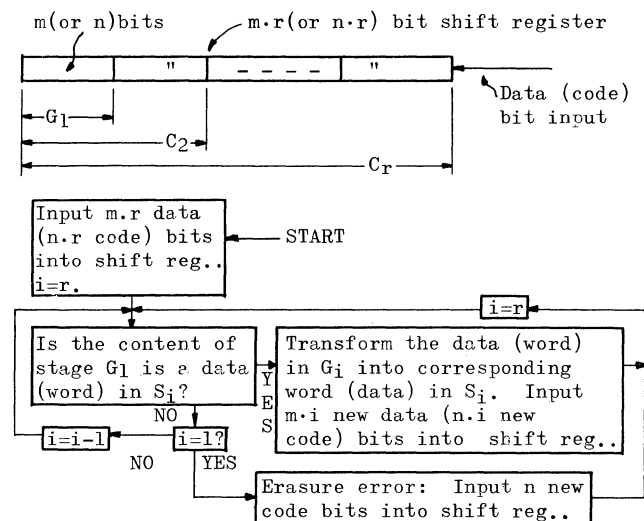 m(or n)bits
m·r(or n·r) bit shift register
"
- - - -
"
Data (code)
bit input
G1
C2
Cr
Input m.r data
(n.r code) bits
into shift reg..
i=r.
START
i=r
Is the content of
stage G1 is a data
(word) in Si?
YES
Transform the data (word)
in Gi into corresponding
word (data) in Si. Input
m·i new data (n.i new
code) bits into shift reg..
NO
i=i-1
i=1?
NO
YES
Erasure error: Input n new
code bits into shift reg..